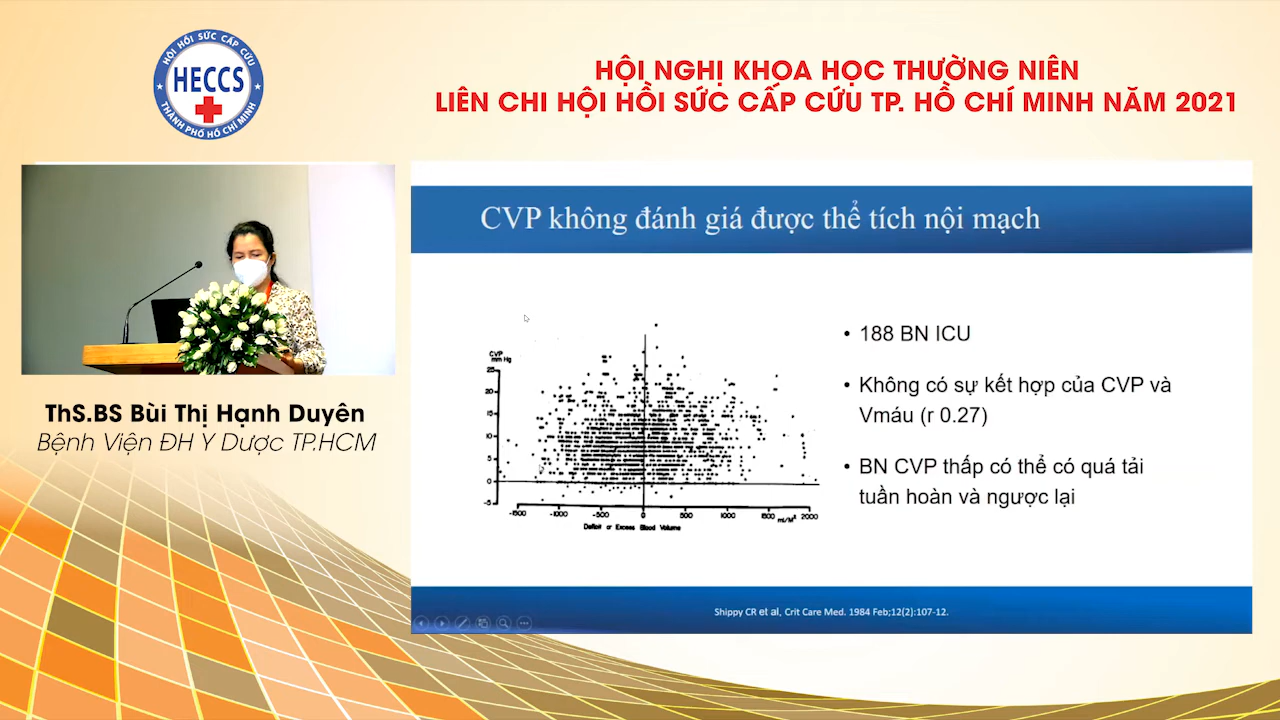 HỘI HỒI SỨC CẤP CỨU
HECCS
THÀNH PHỐ HỒ CHÍ MINH
HỘI NGHỊ KHOA HỌC THƯỜNG NIÊN
LIÊN CHI HỘI HỒI SỨC CẤP CỨU TP. HỒ CHÍ MINH NĂM 2021
ThS.BS Bùi Thị Hạnh Duyên
Bệnh Viện ĐH Y Dược TP.HCM
CVP không đánh giá được thể tích nội mạch
CVP
mm Hg
25
20
15
10
5
0
-5
-1500 -1000 -500 0 500 1000 1500 ml/M² 2000
Deficit or Excess Blood Volume
• 188 BN ICU
• Không có sự kết hợp của CVP và
Vmáu (r 0.27)
• BN CVP thấp có thể có quá tải
tuần hoàn và ngược lại
Shippy CR et al, Crit Care Med. 1984 Feb;12(2):107-12.